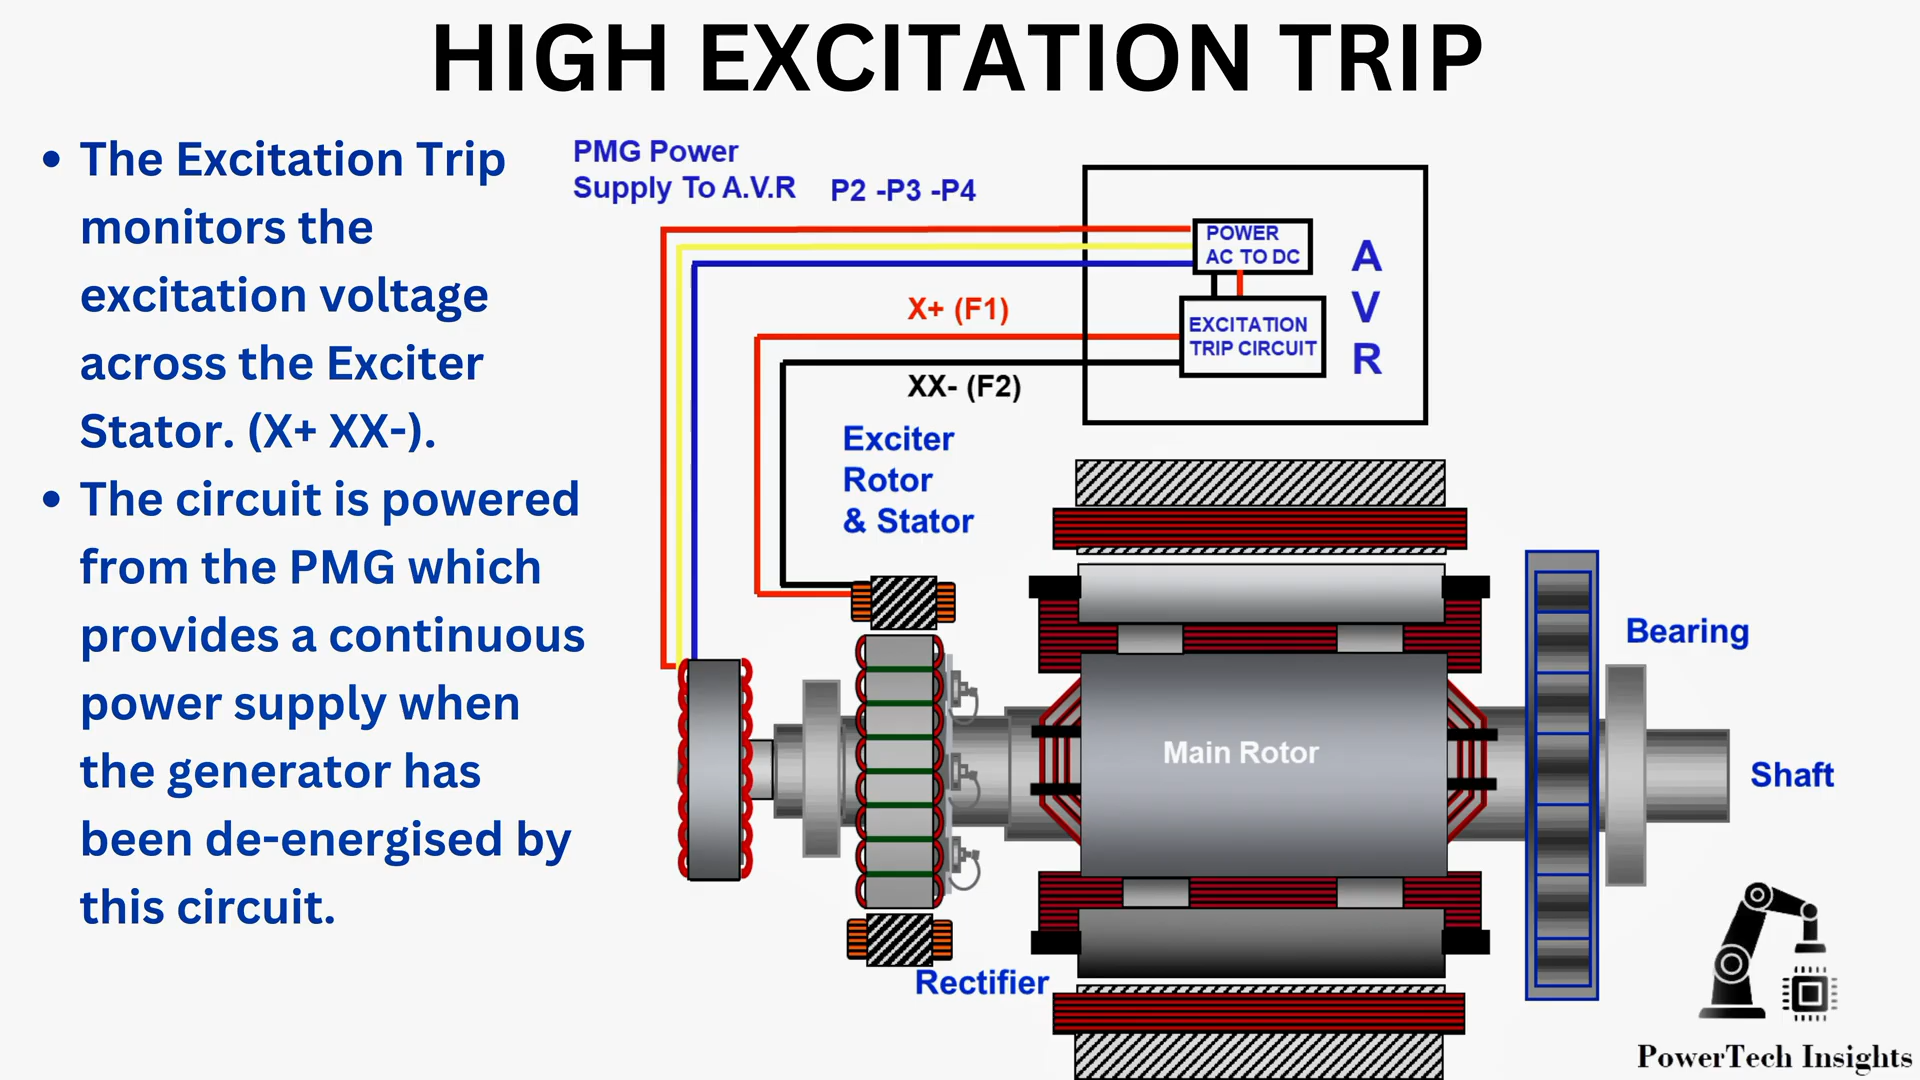 HIGH EXCITATION TRIP
• The Excitation Trip
monitors the
excitation voltage
across the Exciter
Stator. (X+ XX-).
• The circuit is powered
from the PMG which
provides a continuous
power supply when
the generator has
been de-energised by
this circuit.
PMG Power
Supply To A.V.R P2 -P3 -P4
POWER
AC TO DC
EXCITATION
TRIP CIRCUIT
A
V
R
X+ (F1)
XX- (F2)
Exciter
Rotor
& Stator
Main Rotor
Bearing
Shaft
Rectifier
PowerTech Insights